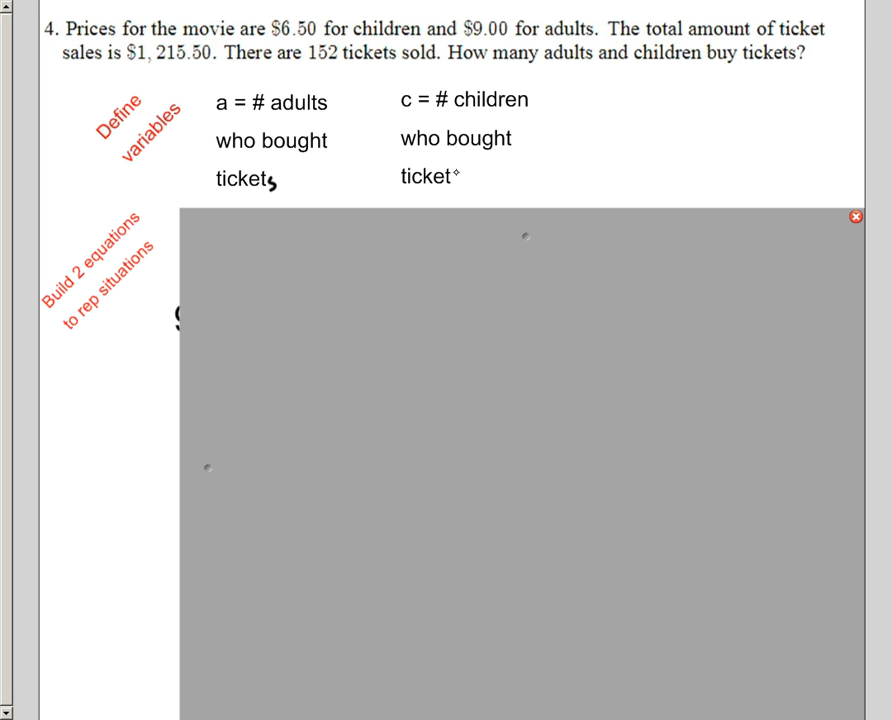 4. Prices for the movie are $6.50 for children and $9.00 for adults. The total amount of ticket
sales is $1, 215.50. There are 152 tickets sold. How many adults and children buy tickets?
Define
variables
a = # adults
who bought
tickets
c = # children
who bought
ticket
Build 2 equations
to rep situations